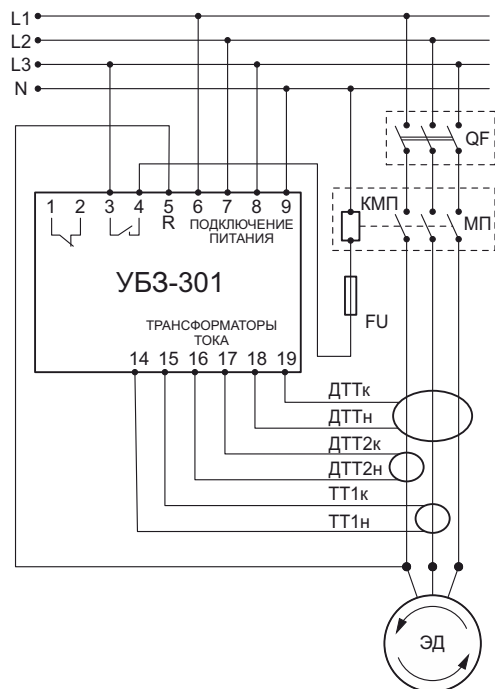 L1
L2
L3
N
QF
КМП
МП
1 2 3 4 5 6 7 8 9
R
ПОДКЛЮЧЕНИЕ
ПИТАНИЯ
УБЗ-301
FU
ТРАНСФОРМАТОРЫ
ТОКА
14 15 16 17 18 19
ДТТк
ДТТн
ДТТ2к
ДТТ2н
ТТ1к
ТТ1н
ЭД